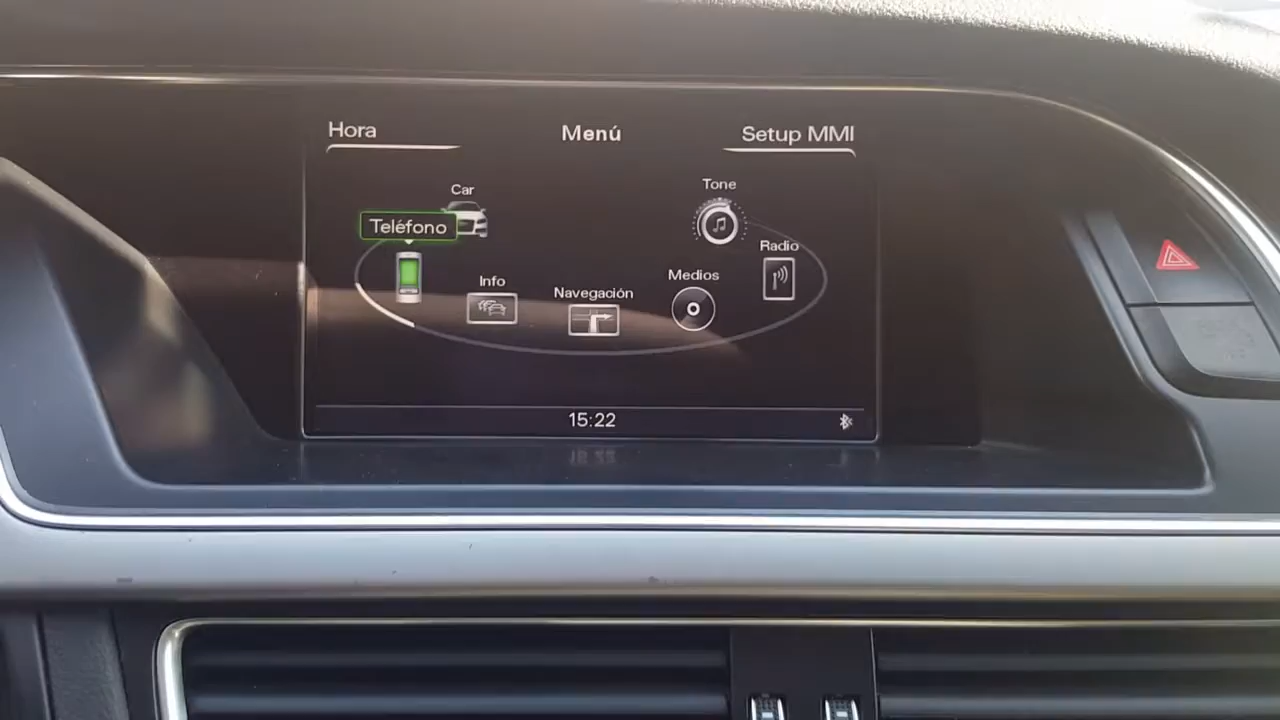 Hora
Menú
Setup MMI
Car
Tone
Teléfono
Radio
Info
Navegación
Medios
15:22